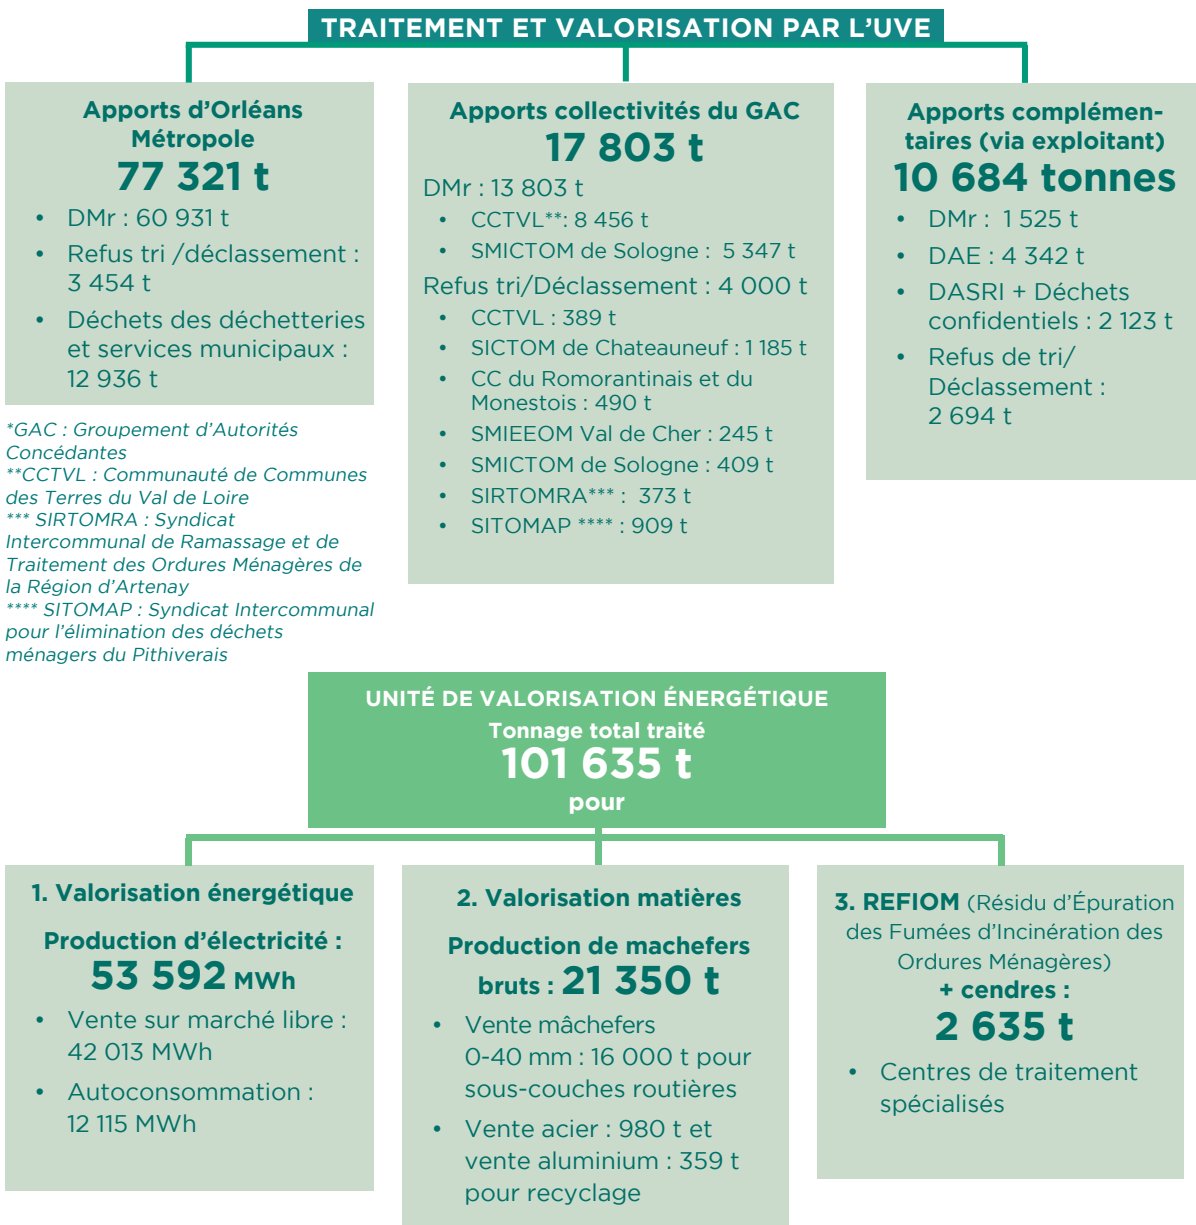 TRAITEMENT ET VALORISATION PAR L'UVE
Apports d'Orléans
Métropole
77 321 t
• DMr : 60 931 t
• Refus tri /déclassement :
3 454 t
• Déchets des déchetteries
et services municipaux :
12 936 t
Apports collectivités du GAC
17 803 t
DMr : 13 803 t
• CCTVL**: 8 456 t
• SMICTOM de Sologne : 5 347 t
Refus tri/Déclassement : 4 000 t
• CCTVL : 389 t
• SICTOM de Chateauneuf : 1 185 t
• CC du Romorantinais et du
Monestois : 490 t
• SMIEEOM Val de Cher : 245 t
• SMICTOM de Sologne : 409 t
• SIRTOMRA*** : 373 t
• SITOMAP **** : 909 t
Apports complémen-
taires (via exploitant)
10 684 tonnes
• DMr : 1 525 t
• DAE : 4 342 t
• DASRI + Déchets
confidentiels : 2 123 t
• Refus de tri/
Déclassement :
2 694 t
*GAC : Groupement d'Autorités
Concédantes
**CCTVL : Communauté de Communes
des Terres du Val de Loire
*** SIRTOMRA : Syndicat
Intercommunal de Ramassage et de
Traitement des Ordures Ménagères de
la Région d'Artenay
**** SITOMAP : Syndicat Intercommunal
pour l'élimination des déchets
ménagers du Pithiverais
UNITÉ DE VALORISATION ÉNERGÉTIQUE
Tonnage total traité
101 635 t
pour
1. Valorisation énergétique
Production d'électricité :
53 592 MWh
• Vente sur marché libre :
42 013 MWh
• Autoconsommation :
12 115 MWh
2. Valorisation matières
Production de machefers
bruts : 21 350 t
• Vente mâchefers
0-40 mm : 16 000 t pour
sous-couches routières
• Vente acier : 980 t et
vente aluminium : 359 t
pour recyclage
3. REFIOM (Résidu d'Épuration
des Fumées d'Incinération des
Ordures Ménagères)
+ cendres :
2 635 t
• Centres de traitement
spécialisés